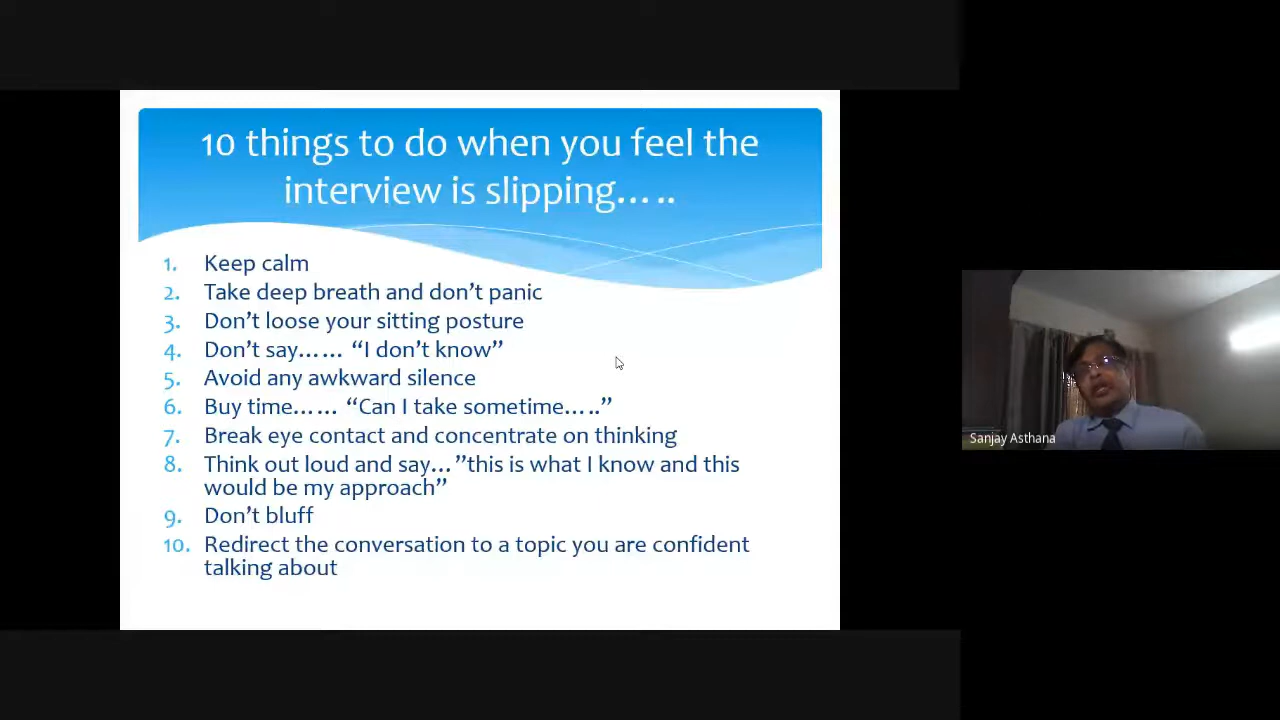 10 things to do when you feel the
interview is slipping.....
1. Keep calm
2. Take deep breath and don't panic
3. Don't loose your sitting posture
4. Don't say...... “I don't know”
5. Avoid any awkward silence
6. Buy time...... “Can I take sometime.....”
7. Break eye contact and concentrate on thinking
8. Think out loud and say...”this is what I know and this
would be my approach”
9. Don't bluff
10. Redirect the conversation to a topic you are confident
talking about
Sanjay Asthana